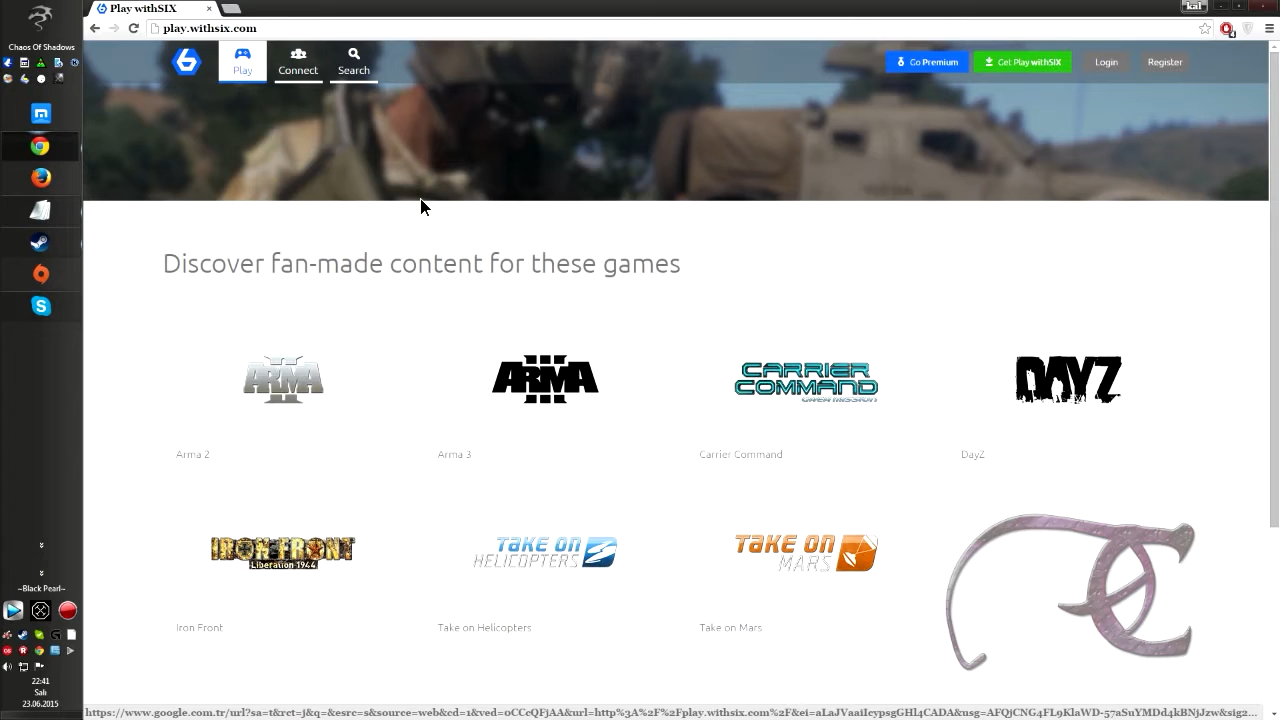 Play withSIX
kai
play.withsix.com
Chaos Of Shadows
Play
Connect
Search
Go Premium
Get Play withSIX
Login
Register
Discover fan-made content for these games
ARMA II
ARMA III
CARRIER COMMAND
DAYZ
Arma 2
Arma 3
Carrier Command
DayZ
IRON FRONT
Liberation 1944
TAKE ON HELICOPTERS
TAKE ON MARS
Iron Front
Take on Helicopters
Take on Mars
~Black Pearl~
22:41
Salı
23.06.2015